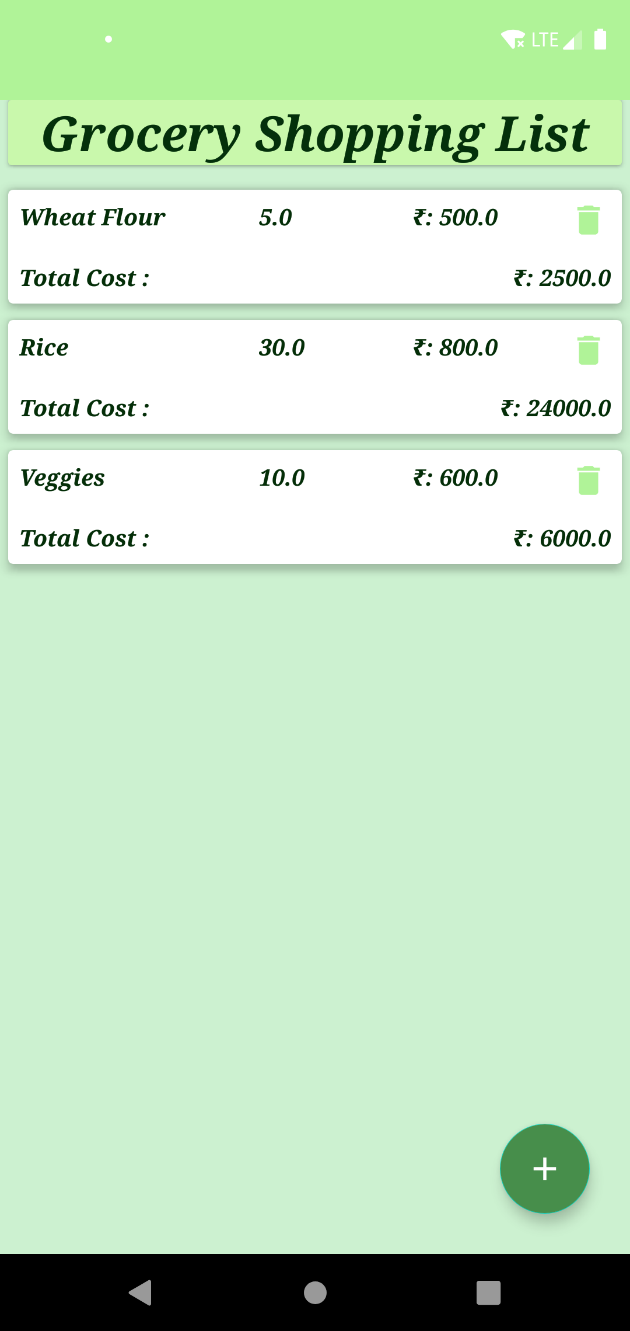 LTE
Grocery Shopping List
Wheat Flour 5.0 ₹: 500.0
Total Cost : ₹: 2500.0
Rice 30.0 ₹: 800.0
Total Cost : ₹: 24000.0
Veggies 10.0 ₹: 600.0
Total Cost : ₹: 6000.0